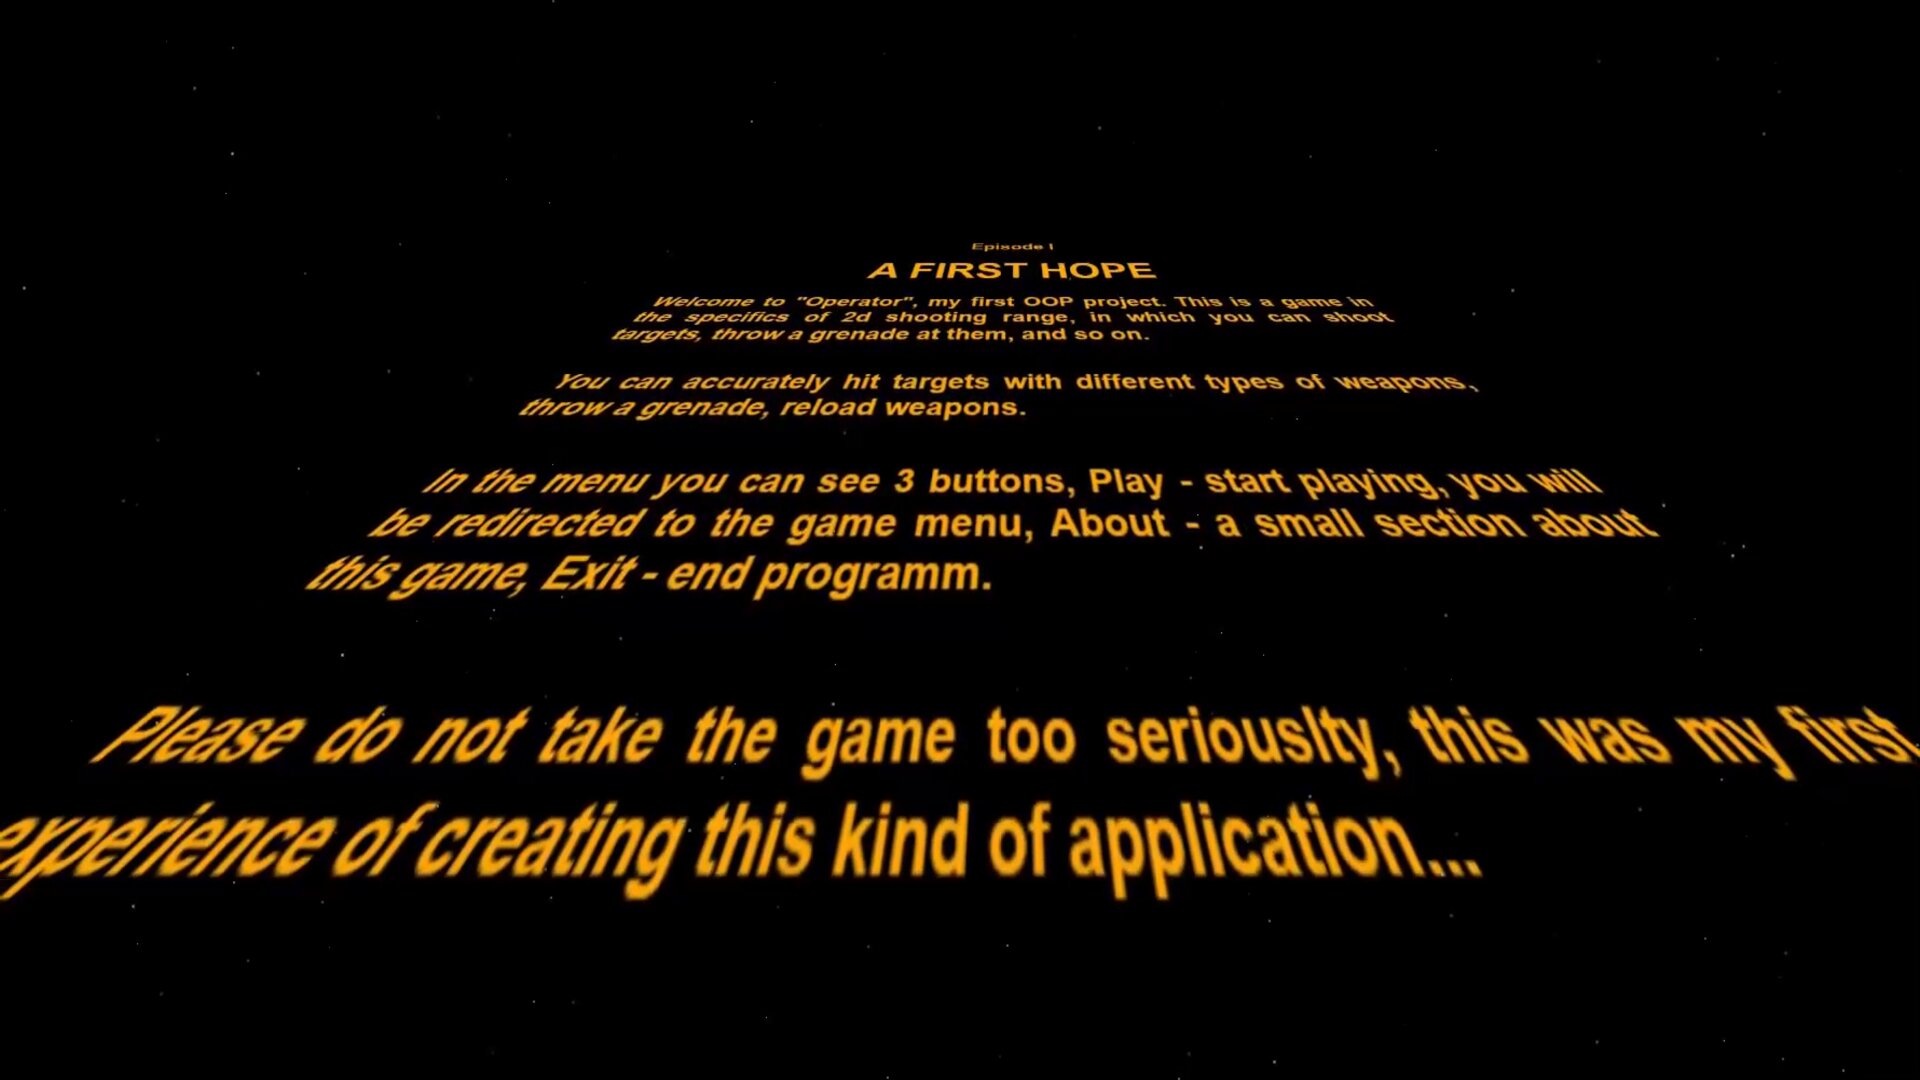 Episode I
A FIRST HOPE
Welcome to "Operator", my first OOP project. This is a game in
the specifics of 2d shooting range, in which you can shoot
targets, throw a grenade at them, and so on.
You can accurately hit targets with different types of weapons,
throw a grenade, reload weapons.
In the menu you can see 3 buttons, Play - start playing, you will
be redirected to the game menu, About - a small section about
this game, Exit - end programm.
Please do not take the game too seriouslty, this was my first
experience of creating this kind of application...